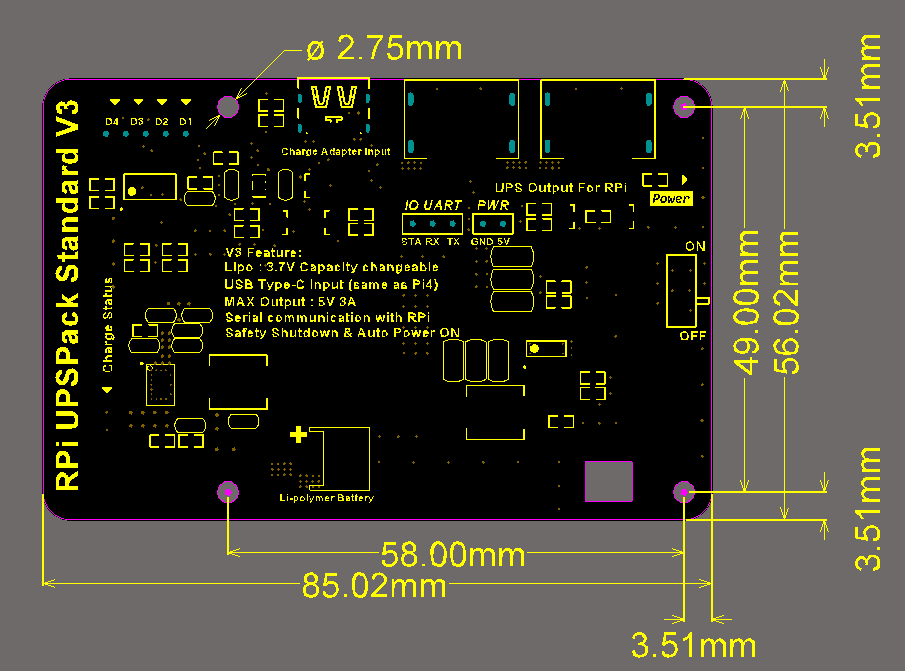 ø 2.75mm
3.51mm
RPi UPSPack Standard V3
D4 D3 D2 D1
Charge Adapter Input
UPS Output For RPi
Power
IO UART PWR
STA RX TX GND 5V
ON
OFF
V3 Feature:
Lipo : 3.7V Capacity changeable
USB Type-C Input (same as Pi4)
MAX Output : 5V 3A
Serial communication with RPi
Safety Shutdown & Auto Power ON
Charge Status
49.00mm
56.02mm
+
Li-polymer Battery
3.51mm
58.00mm
85.02mm
3.51mm